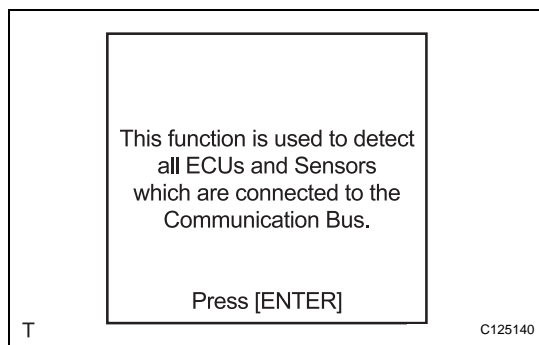 This function is used to detect
all ECUs and Sensors
which are connected to the
Communication Bus.
Press [ENTER]
T
C125140